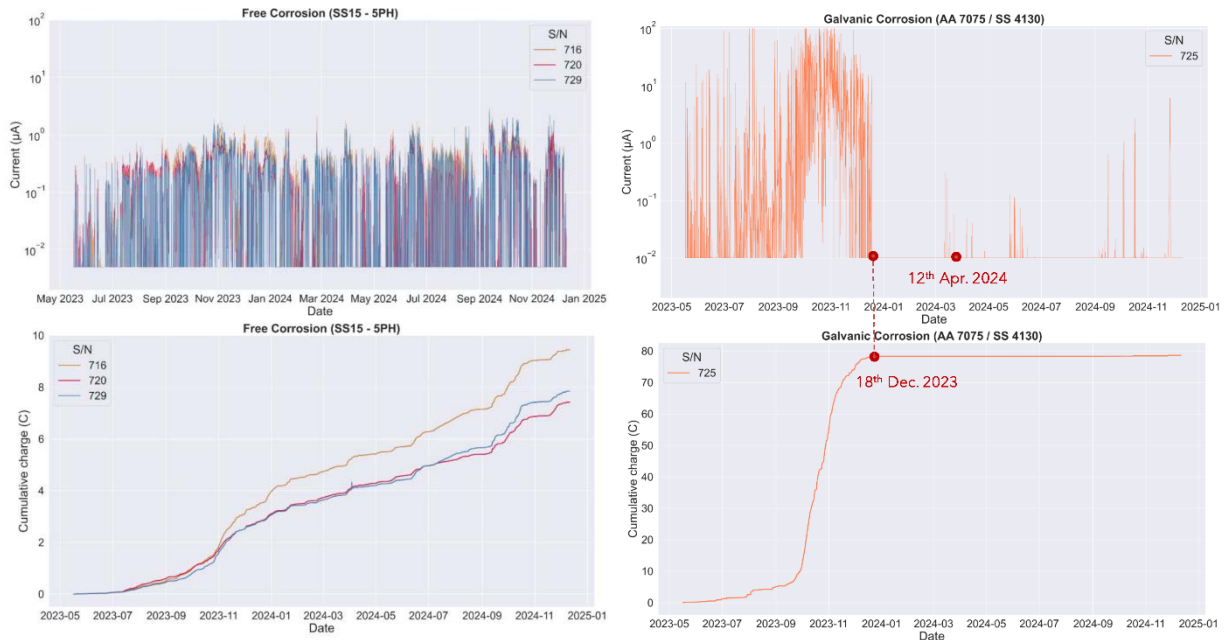 Free Corrosion (SS15 - 5PH)
Current (µA)
10²
10¹
10⁰
10⁻¹
10⁻²
S/N
716
720
729
May 2023 Jul 2023 Sep 2023 Nov 2023 Jan 2024 Mar 2024 May 2024 Jul 2024 Sep 2024 Nov 2024 Jan 2025
Date
Galvanic Corrosion (AA 7075 / SS 4130)
Current (µA)
10²
10¹
10⁰
10⁻¹
10⁻²
S/N
725
12th Apr. 2024
2023-05 2023-07 2023-09 2023-11 2024-01 2024-03 2024-05 2024-07 2024-09 2024-11 2025-01
Date
Free Corrosion (SS15 - 5PH)
Cumulative charge (C)
10
8
6
4
2
0
S/N
716
720
729
2023-05 2023-07 2023-09 2023-11 2024-01 2024-03 2024-05 2024-07 2024-09 2024-11 2025-01
Date
Galvanic Corrosion (AA 7075 / SS 4130)
Cumulative charge (C)
80
70
60
50
40
30
20
10
0
S/N
725
18th Dec. 2023
2023-05 2023-07 2023-09 2023-11 2024-01 2024-03 2024-05 2024-07 2024-09 2024-11 2025-01
Date